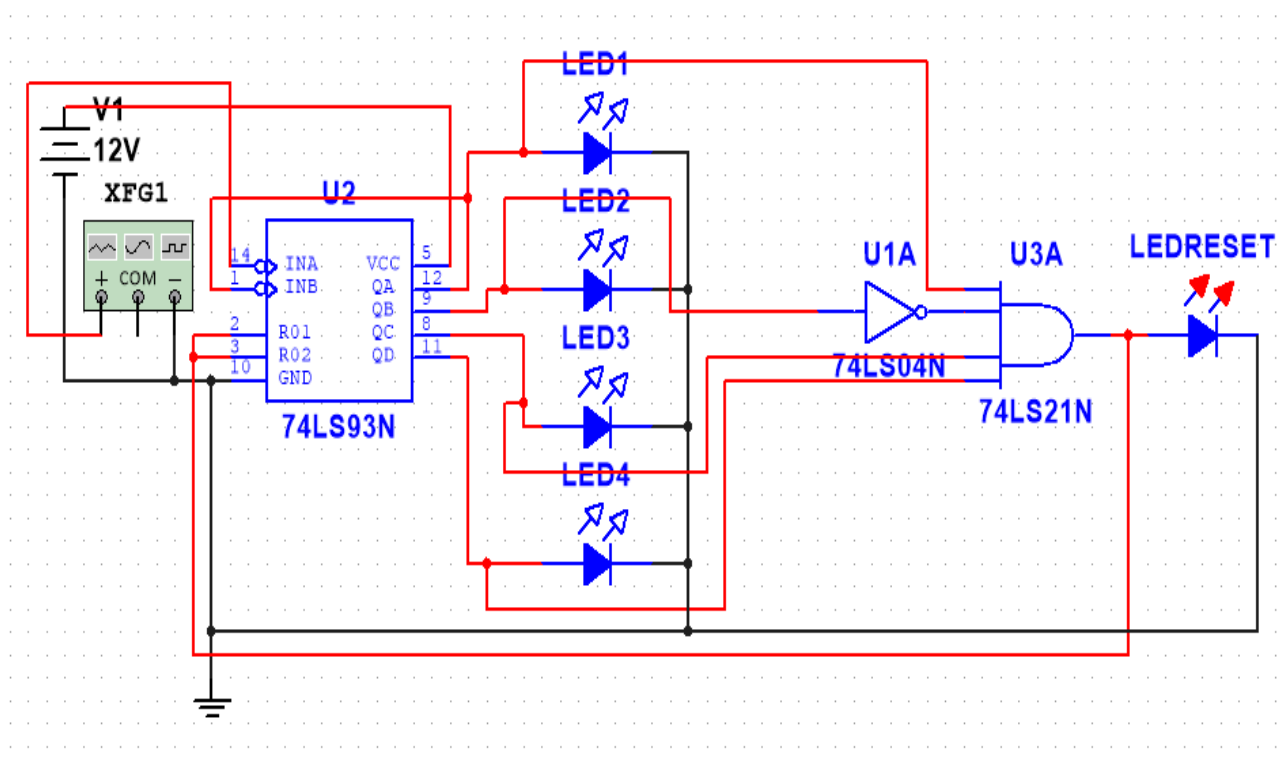 LED1
V1
12V
XFG1
U2
LED2
14 INA VCC 5
1 INB QA 12
QB 9
2 R01 QC 8
3 R02 QD 11
10 GND
+ COM −
74LS93N
LED3
LED4
U1A
74LS04N
U3A
74LS21N
LEDRESET